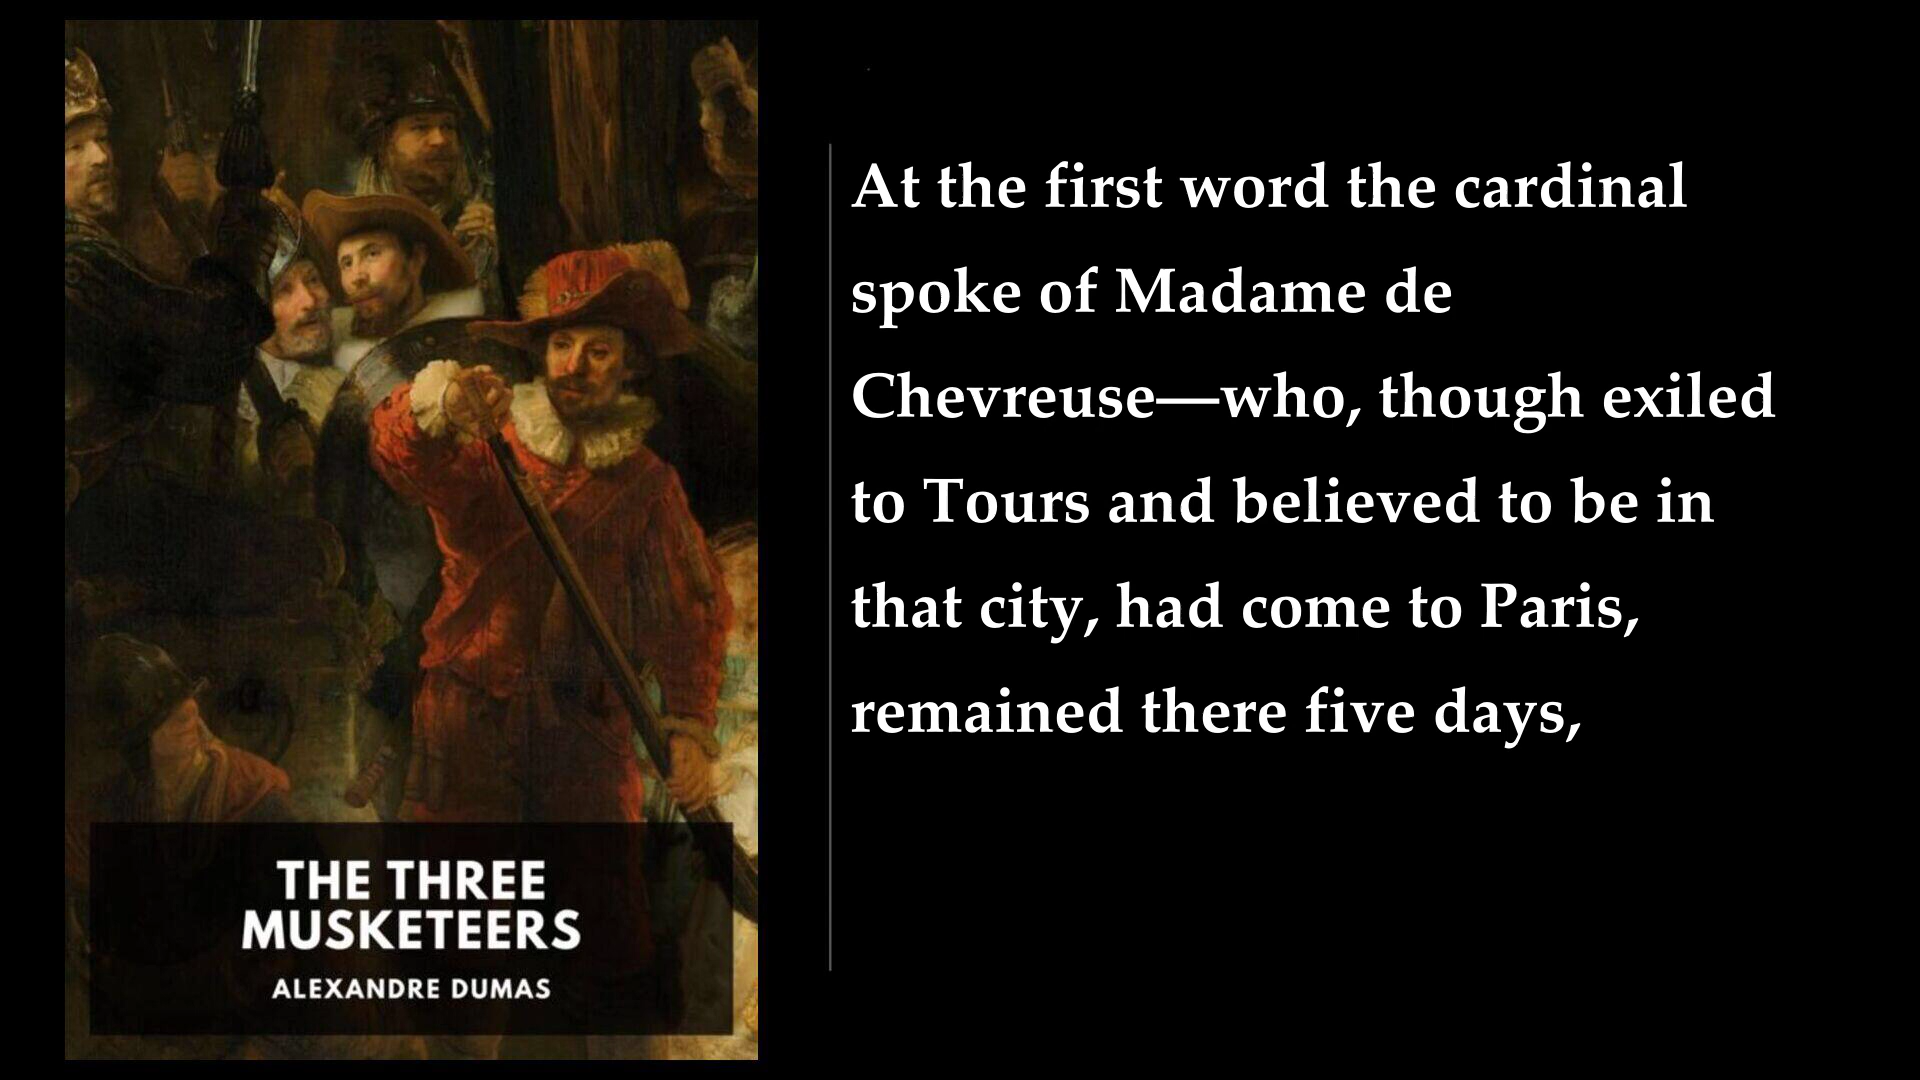 THE THREE
MUSKETEERS
ALEXANDRE DUMAS
At the first word the cardinal
spoke of Madame de
Chevreuse—who, though exiled
to Tours and believed to be in
that city, had come to Paris,
remained there five days,